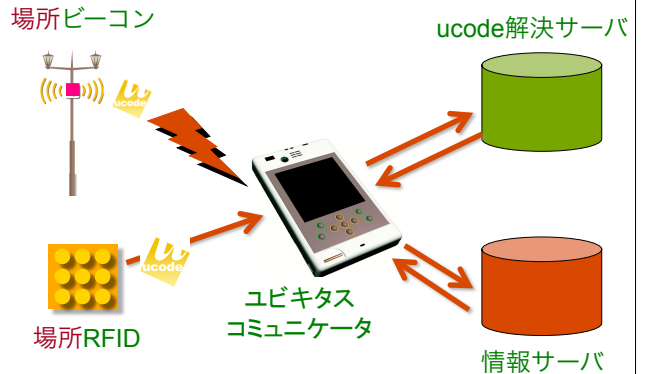 場所ビーコン
ucode解決サーバ
u
ucode
u
ucode
場所RFID
ユビキタス
コミュニケータ
情報サーバ